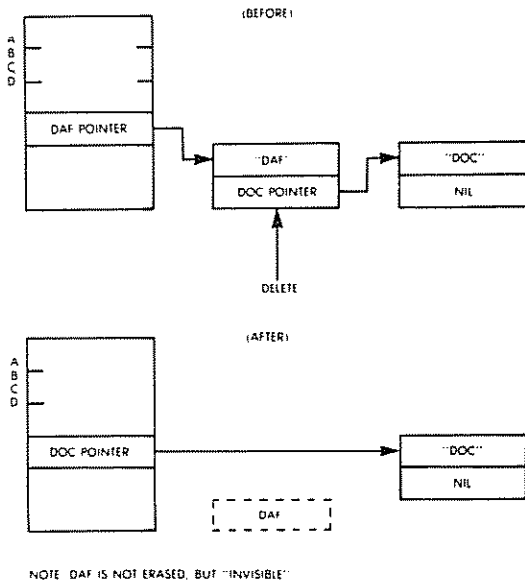 (BEFORE)
A
B
C
D
DAF POINTER
"DAF"
DOC POINTER
"DOC"
NIL
DELETE
(AFTER)
A
B
C
D
DOC POINTER
"DOC"
NIL
DAF
NOTE DAF IS NOT ERASED, BUT "INVISIBLE"